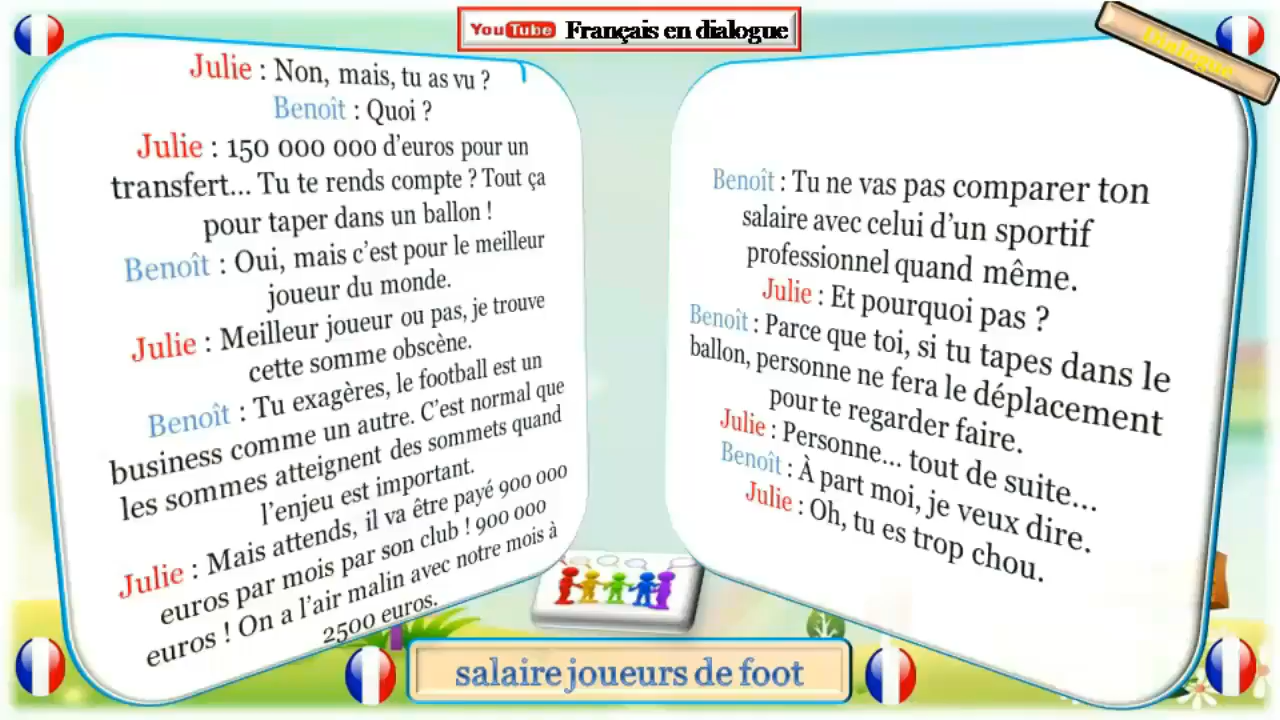 YouTube Français en dialogue
Dialogue
Julie : Non, mais, tu as vu ?
Benoît : Quoi ?
Julie : 150 000 000 d'euros pour un
transfert... Tu te rends compte ? Tout ça
pour taper dans un ballon !
Benoît : Oui, mais c'est pour le meilleur
joueur du monde.
Julie : Meilleur joueur ou pas, je trouve
cette somme obscène.
Benoît : Tu exagères, le football est un
business comme un autre. C'est normal que
les sommes atteignent des sommets quand
l'enjeu est important.
Julie : Mais attends, il va être payé 900 000
euros par mois par son club ! 900 000
euros ! On a l'air malin avec notre mois à
2500 euros.
Benoît : Tu ne vas pas comparer ton
salaire avec celui d'un sportif
professionnel quand même.
Julie : Et pourquoi pas ?
Benoît : Parce que toi, si tu tapes dans le
ballon, personne ne fera le déplacement
pour te regarder faire.
Julie : Personne... tout de suite...
Benoît : À part moi, je veux dire.
Julie : Oh, tu es trop chou.
salaire joueurs de foot